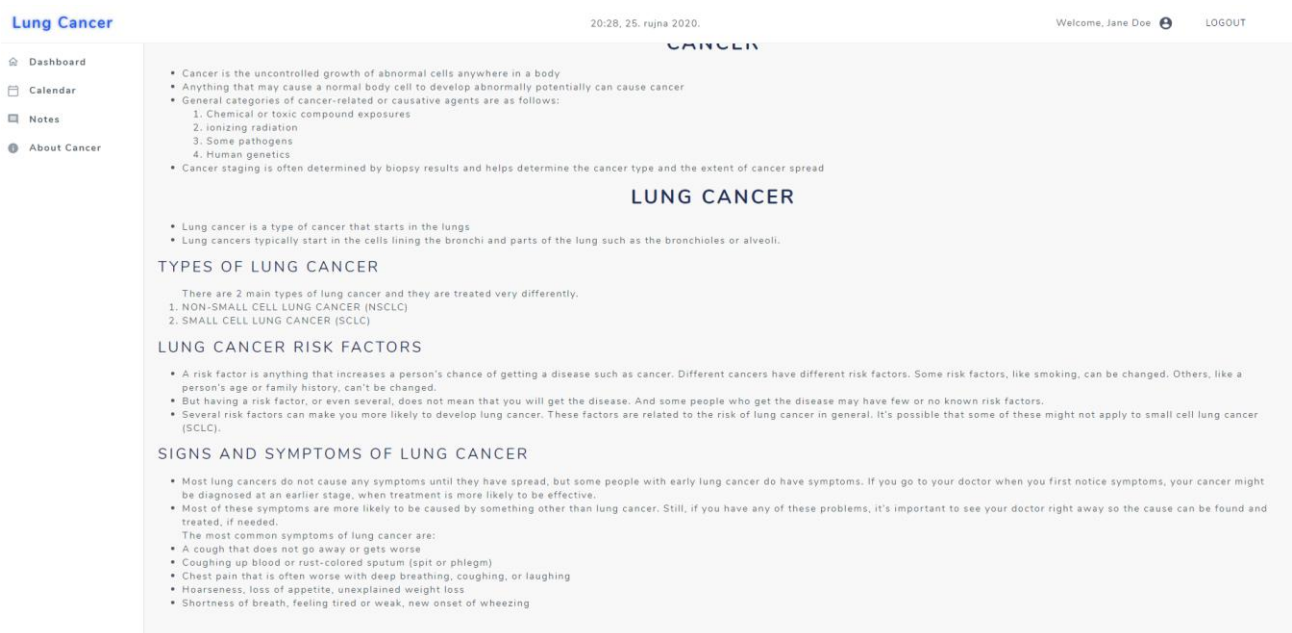 Lung Cancer
20:28, 25. rujna 2020.
Welcome, Jane Doe
LOGOUT
Dashboard
Calendar
Notes
About Cancer
CANCER
• Cancer is the uncontrolled growth of abnormal cells anywhere in a body
• Anything that may cause a normal body cell to develop abnormally potentially can cause cancer
• General categories of cancer-related or causative agents are as follows:
1. Chemical or toxic compound exposures
2. ionizing radiation
3. Some pathogens
4. Human genetics
• Cancer staging is often determined by biopsy results and helps determine the cancer type and the extent of cancer spread
LUNG CANCER
• Lung cancer is a type of cancer that starts in the lungs
• Lung cancers typically start in the cells lining the bronchi and parts of the lung such as the bronchioles or alveoli.
TYPES OF LUNG CANCER
There are 2 main types of lung cancer and they are treated very differently.
1. NON-SMALL CELL LUNG CANCER (NSCLC)
2. SMALL CELL LUNG CANCER (SCLC)
LUNG CANCER RISK FACTORS
• A risk factor is anything that increases a person's chance of getting a disease such as cancer. Different cancers have different risk factors. Some risk factors, like smoking, can be changed. Others, like a
person's age or family history, can't be changed.
• But having a risk factor, or even several, does not mean that you will get the disease. And some people who get the disease may have few or no known risk factors.
• Several risk factors can make you more likely to develop lung cancer. These factors are related to the risk of lung cancer in general. It's possible that some of these might not apply to small cell lung cancer
(SCLC).
SIGNS AND SYMPTOMS OF LUNG CANCER
• Most lung cancers do not cause any symptoms until they have spread, but some people with early lung cancer do have symptoms. If you go to your doctor when you first notice symptoms, your cancer might
be diagnosed at an earlier stage, when treatment is more likely to be effective.
• Most of these symptoms are more likely to be caused by something other than lung cancer. Still, if you have any of these problems, it's important to see your doctor right away so the cause can be found and
treated, if needed.
The most common symptoms of lung cancer are:
• A cough that does not go away or gets worse
• Coughing up blood or rust-colored sputum (spit or phlegm)
• Chest pain that is often worse with deep breathing, coughing, or laughing
• Hoarseness, loss of appetite, unexplained weight loss
• Shortness of breath, feeling tired or weak, new onset of wheezing